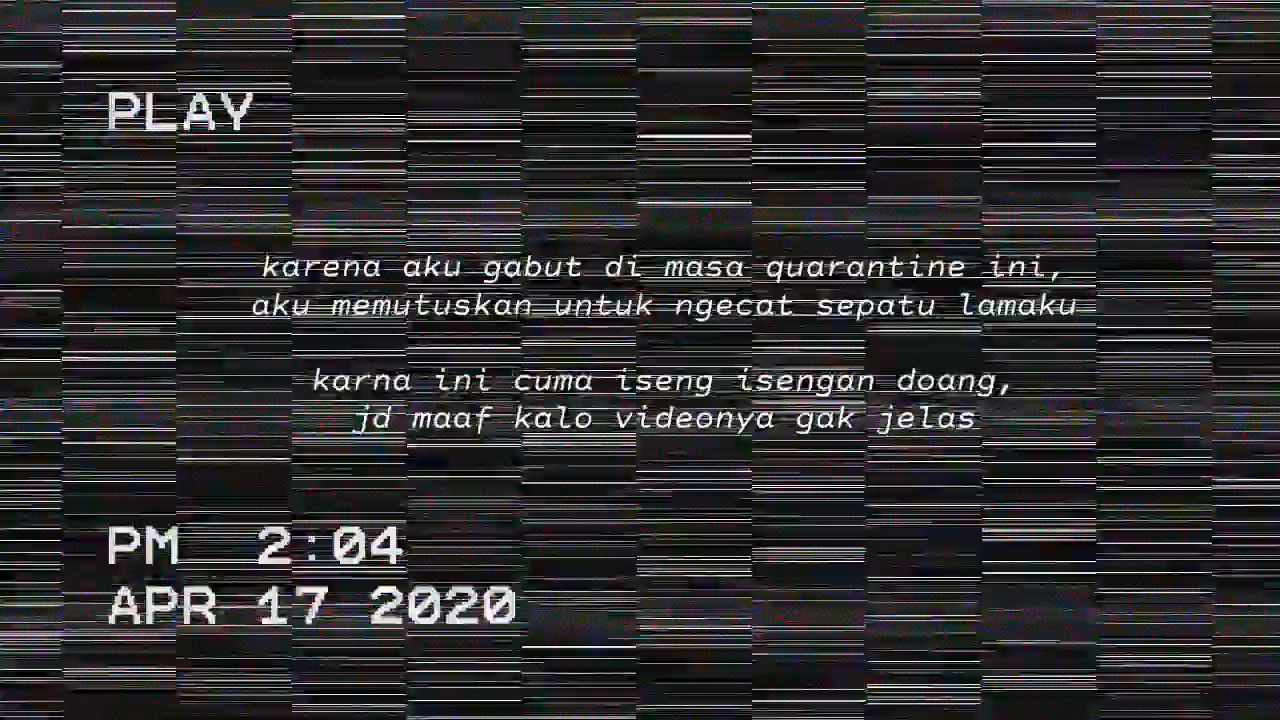 PLAY
karena aku gabut di masa quarantine ini,
aku memutuskan untuk ngecat sepatu lamaku
karna ini cuma iseng isengan doang,
jd maaf kalo videonya gak jelas
PM 2:04
APR 17 2020